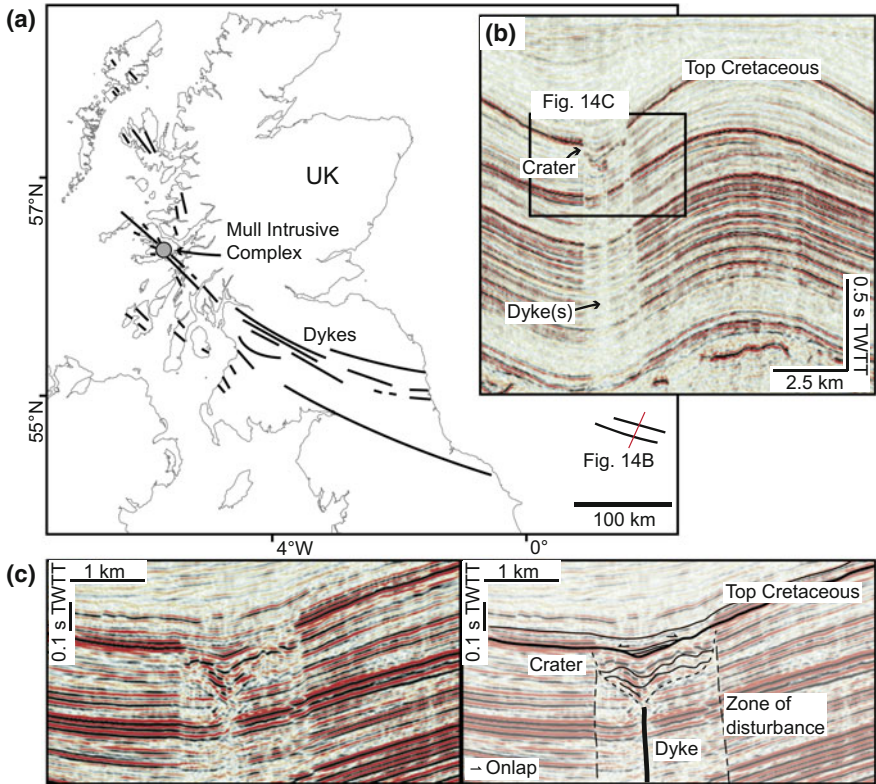 (a)
57°N
55°N
UK
Mull Intrusive
Complex
Dykes
Fig. 14B
100 km
4°W
0°
(b)
Top Cretaceous
Fig. 14C
Crater
Dyke(s)
0.5 s TWTT
2.5 km
(c)
1 km
0.1 s TWTT
1 km
0.1 s TWTT
Top Cretaceous
Crater
Zone of
disturbance
Dyke
Onlap